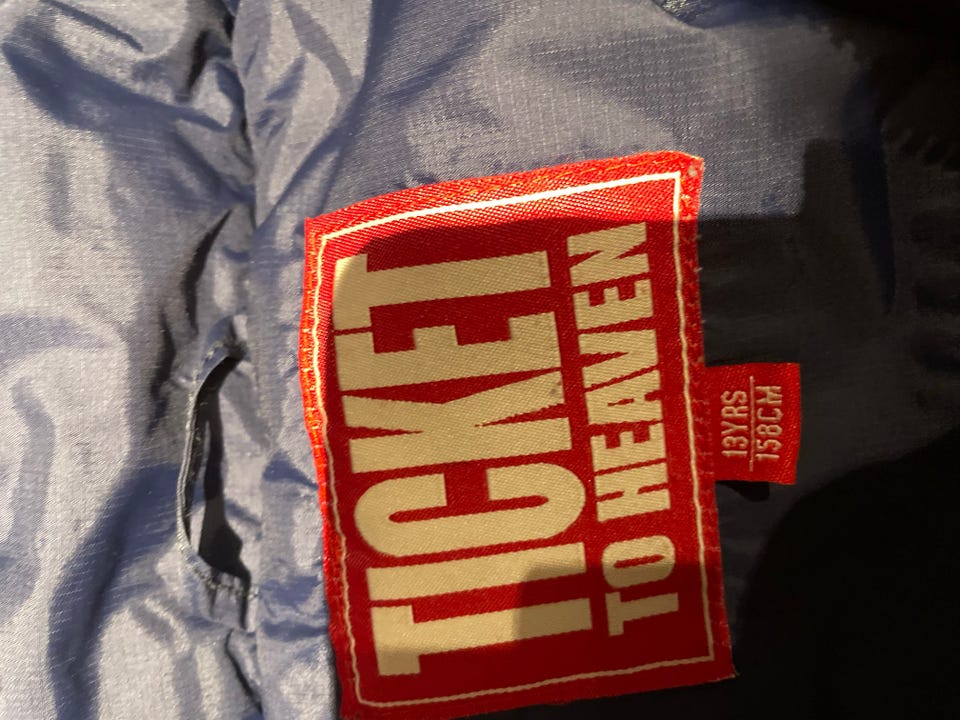 TICKET
TO HEAVEN
13YRS
158CM